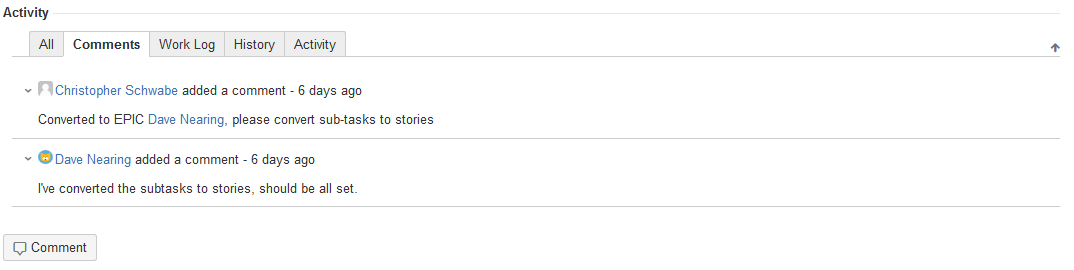 Activity
All Comments Work Log History Activity
Christopher Schwabe added a comment - 6 days ago
Converted to EPIC Dave Nearing, please convert sub-tasks to stories
Dave Nearing added a comment - 6 days ago
I've converted the subtasks to stories, should be all set.
Comment